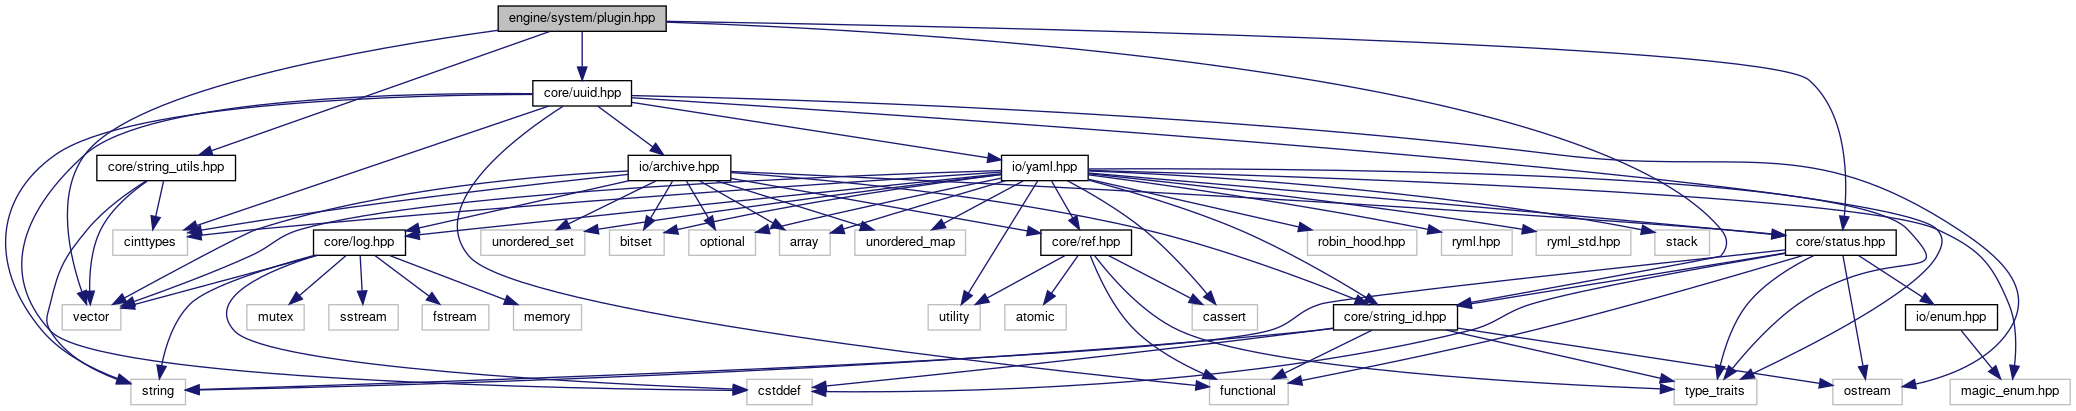 engine/system/plugin.hpp
core/uuid.hpp
core/string_utils.hpp
io/archive.hpp
io/yaml.hpp
cinttypes
core/log.hpp
unordered_set
bitset
optional
array
unordered_map
core/ref.hpp
robin_hood.hpp
ryml.hpp
ryml_std.hpp
stack
core/status.hpp
vector
mutex
sstream
fstream
memory
utility
atomic
cassert
core/string_id.hpp
io/enum.hpp
string
cstddef
functional
type_traits
ostream
magic_enum.hpp